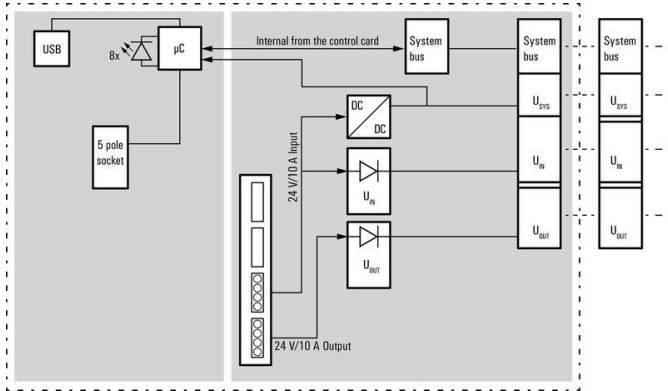 USB
8x
µC
Internal from the control card
System
bus
System
bus
System
bus
5 pole
socket
DC
DC
U_SYS
U_SYS
24 V/10 A Input
U_IN
U_IN
U_IN
U_OUT
U_OUT
U_OUT
24 V/10 A Output